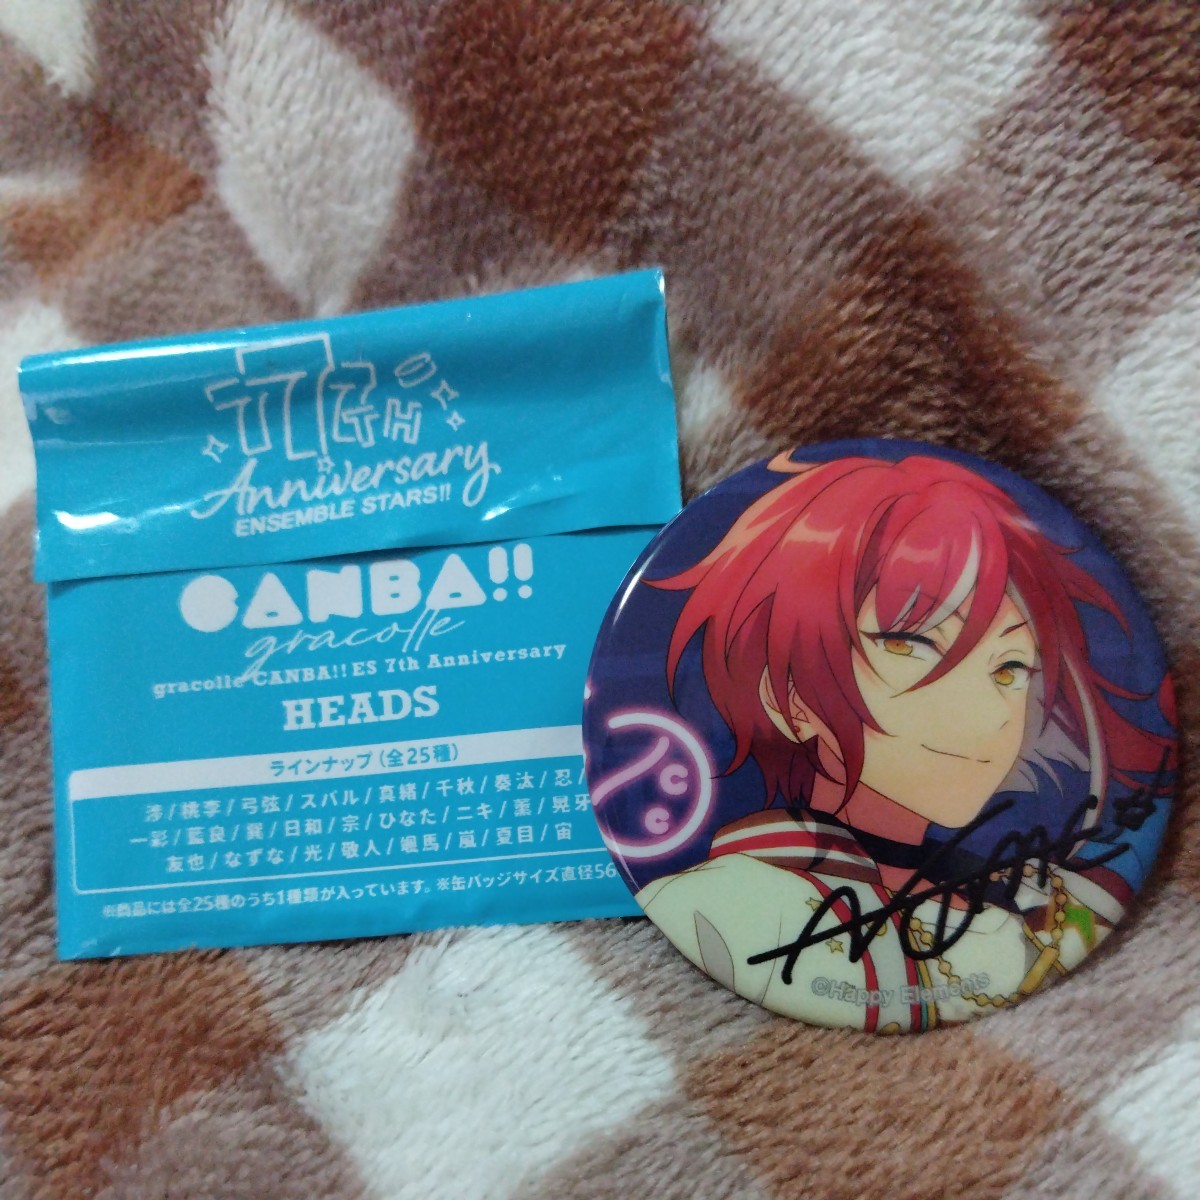 7th
Anniversary
ENSEMBLE STARS!!
CANBA!!
gracolle
gracolle CANBA!! ES 7th Anniversary
HEADS
ラインナップ（全25種）
渉/桃李/弓弦/スバル/真緒/千秋/奏汰/忍/
一彩/藍良/巽/日和/宗/ひなた/ニキ/薫/晃牙
友也/なずな/光/敬人/颯馬/嵐/夏目/宙
※商品には全25種のうち1種類が入っています。※缶バッジサイズ直径56
©Happy Elements